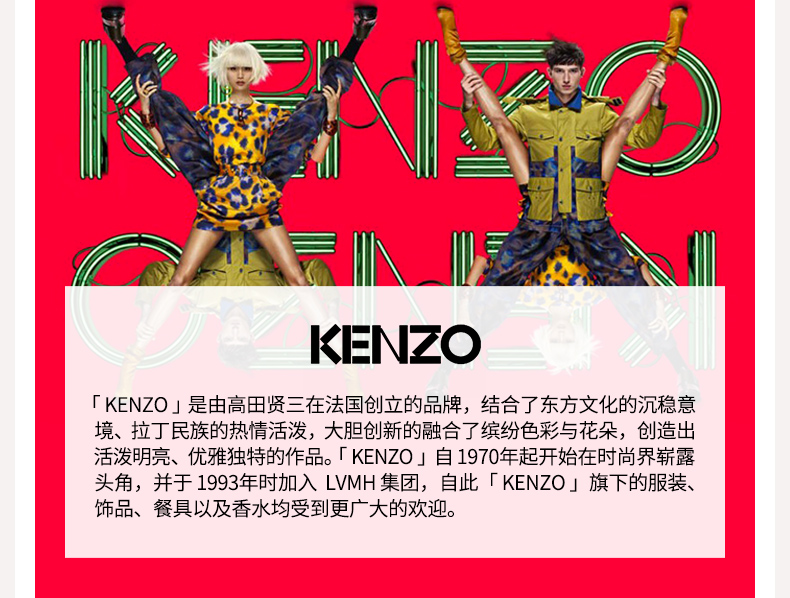 KENZO
KENZO
KENZO
「 KENZO 」是由高田贤三在法国创立的品牌，结合了东方文化的沉稳意
境、拉丁民族的热情活泼，大胆创新的融合了缤纷色彩与花朵，创造出
活泼明亮、优雅独特的作品。「 KENZO 」自 1970年起开始在时尚界崭露
头角，并于 1993年时加入 LVMH 集团，自此「 KENZO 」旗下的服装、
饰品、餐具以及香水均受到更广大的欢迎。